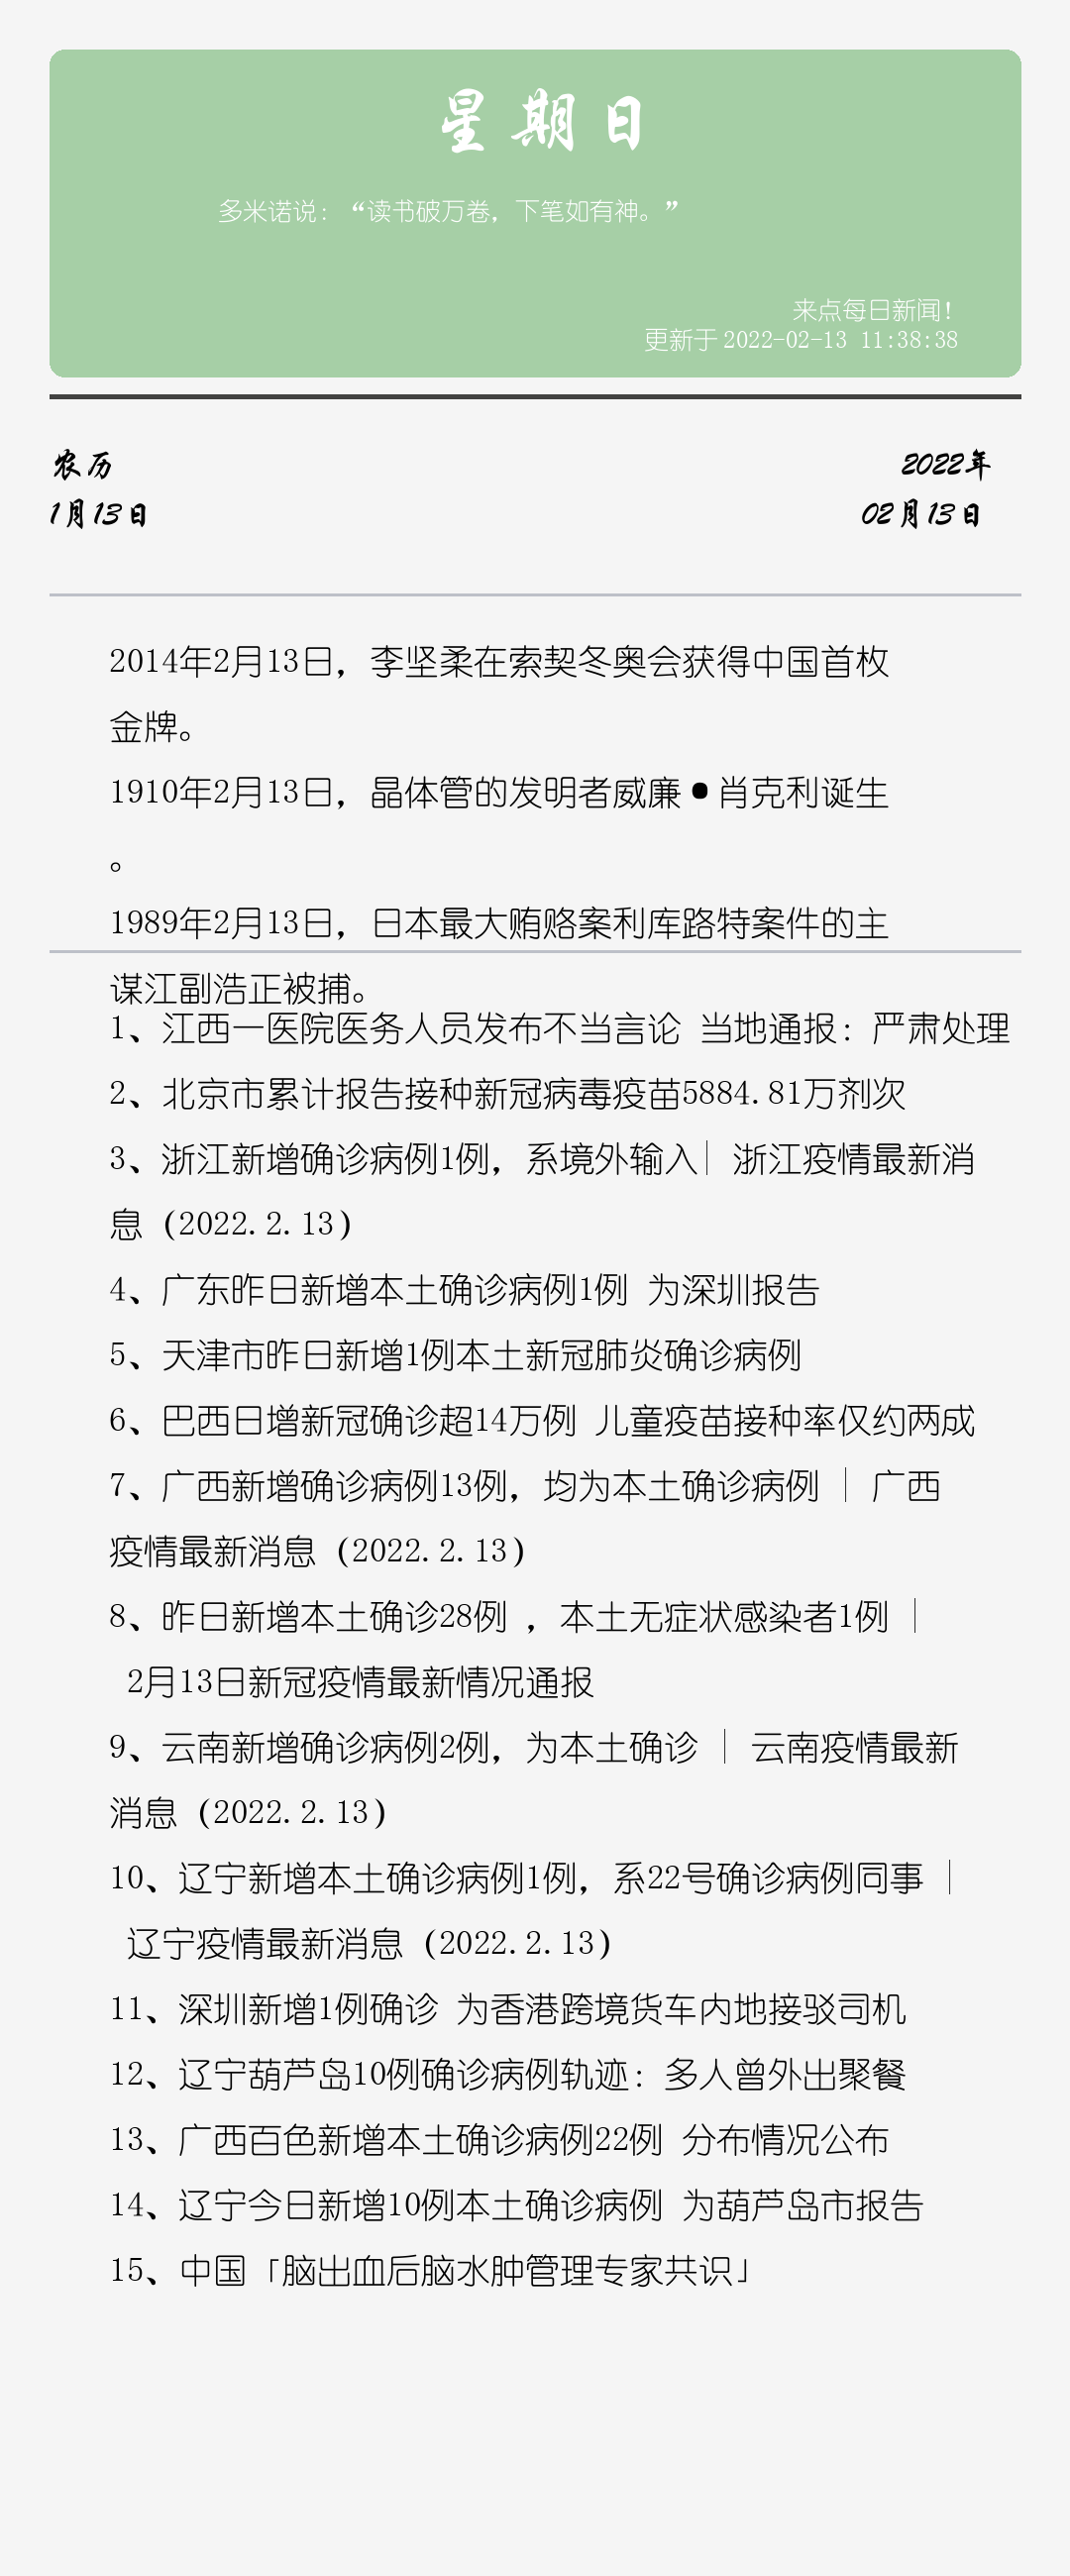 星期日
多米诺说：“读书破万卷，下笔如有神。”
来点每日新闻！
更新于2022-02-13 11:38:38
农历
2022年
1月13日
02月13日
2014年2月13日，李坚柔在索契冬奥会获得中国首枚
金牌。
1910年2月13日，晶体管的发明者威廉•肖克利诞生
。
1989年2月13日，日本最大贿赂案利库路特案件的主
谋江副浩正被捕。
1、江西一医院医务人员发布不当言论 当地通报：严肃处理
2、北京市累计报告接种新冠病毒疫苗5884.81万剂次
3、浙江新增确诊病例1例，系境外输入| 浙江疫情最新消
息（2022.2.13）
4、广东昨日新增本土确诊病例1例 为深圳报告
5、天津市昨日新增1例本土新冠肺炎确诊病例
6、巴西日增新冠确诊超14万例 儿童疫苗接种率仅约两成
7、广西新增确诊病例13例，均为本土确诊病例 | 广西
疫情最新消息（2022.2.13）
8、昨日新增本土确诊28例 ，本土无症状感染者1例 |
2月13日新冠疫情最新情况通报
9、云南新增确诊病例2例，为本土确诊 | 云南疫情最新
消息（2022.2.13）
10、辽宁新增本土确诊病例1例，系22号确诊病例同事 |
辽宁疫情最新消息（2022.2.13）
11、深圳新增1例确诊 为香港跨境货车内地接驳司机
12、辽宁葫芦岛10例确诊病例轨迹：多人曾外出聚餐
13、广西百色新增本土确诊病例22例 分布情况公布
14、辽宁今日新增10例本土确诊病例 为葫芦岛市报告
15、中国「脑出血后脑水肿管理专家共识」